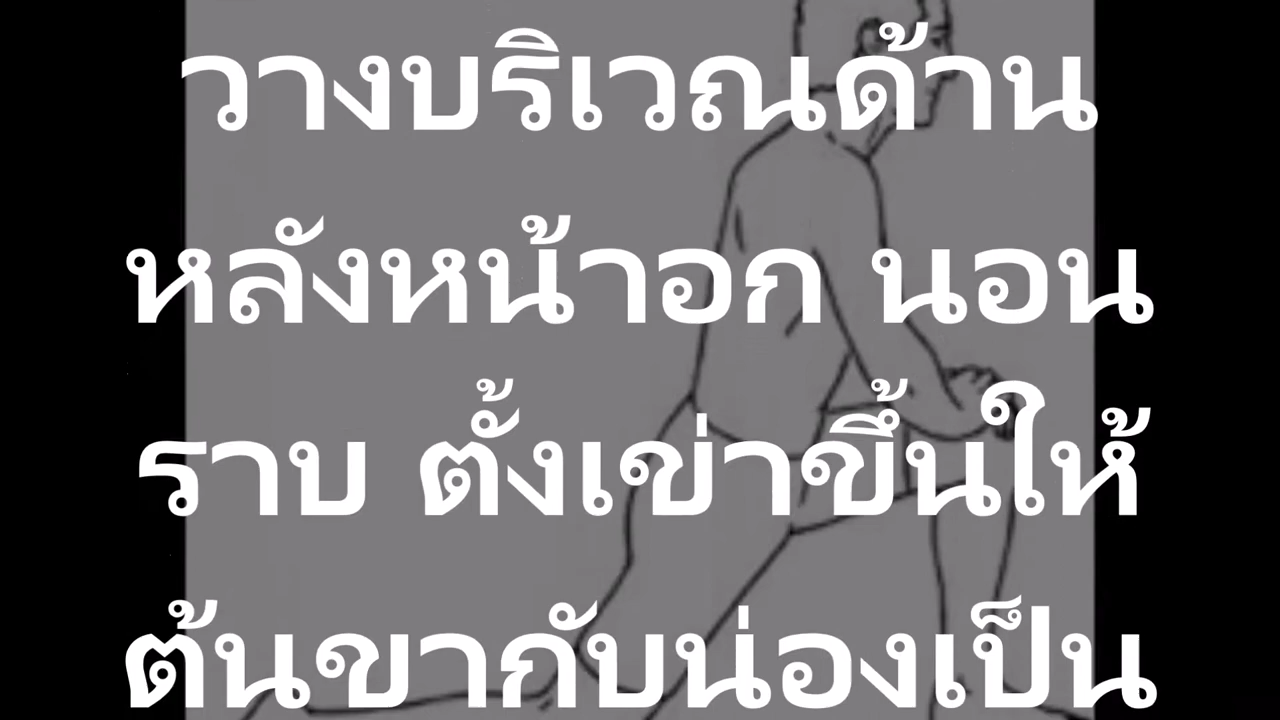 วางบริเวณด้าน
หลังหน้าอก นอน
ราบ ตั้งเข่าขึ้นให้
ต้นขากับน่องเป็น